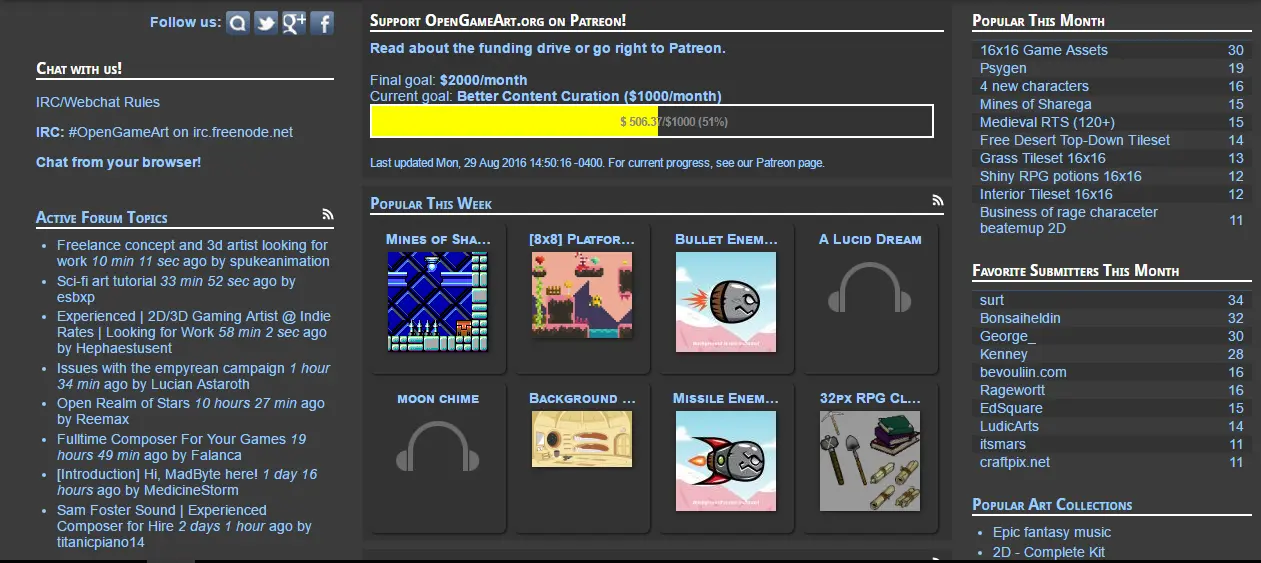 Follow us:
Chat with us!
IRC/Webchat Rules
IRC: #OpenGameArt on irc.freenode.net
Chat from your browser!
Active Forum Topics
Freelance concept and 3d artist looking for
work 10 min 11 sec ago by spukeanimation
Sci-fi art tutorial 33 min 52 sec ago by
esbxp
Experienced | 2D/3D Gaming Artist @ Indie
Rates | Looking for Work 58 min 2 sec ago
by Hephaestusent
Issues with the empyrean campaign 1 hour
34 min ago by Lucian Astaroth
Open Realm of Stars 10 hours 27 min ago
by Reemax
Fulltime Composer For Your Games 19
hours 49 min ago by Falanca
[Introduction] Hi, MadByte here! 1 day 16
hours ago by MedicineStorm
Sam Foster Sound | Experienced
Composer for Hire 2 days 1 hour ago by
titanicpiano14
Support OpenGameArt.org on Patreon!
Read about the funding drive or go right to Patreon.
Final goal: $2000/month
Current goal: Better Content Curation ($1000/month)
$ 506.37/$1000 (51%)
Last updated Mon, 29 Aug 2016 14:50:16 -0400. For current progress, see our Patreon page.
Popular This Week
Mines of Sha...
[8x8] Platfor...
Bullet Enem...
A Lucid Dream
moon chime
Background ...
Missile Enem...
32px RPG Cl...
Popular This Month
16x16 Game Assets 30
Psygen 19
4 new characters 16
Mines of Sharega 15
Medieval RTS (120+) 15
Free Desert Top-Down Tileset 14
Grass Tileset 16x16 13
Shiny RPG potions 16x16 12
Interior Tileset 16x16 12
Business of rage characeter
beatemup 2D 11
Favorite Submitters This Month
surt 34
Bonsaiheldin 32
George_ 30
Kenney 28
bevouliin.com 16
Ragewortt 16
EdSquare 15
LudicArts 14
itsmars 11
craftpix.net 11
Popular Art Collections
Epic fantasy music
2D - Complete Kit